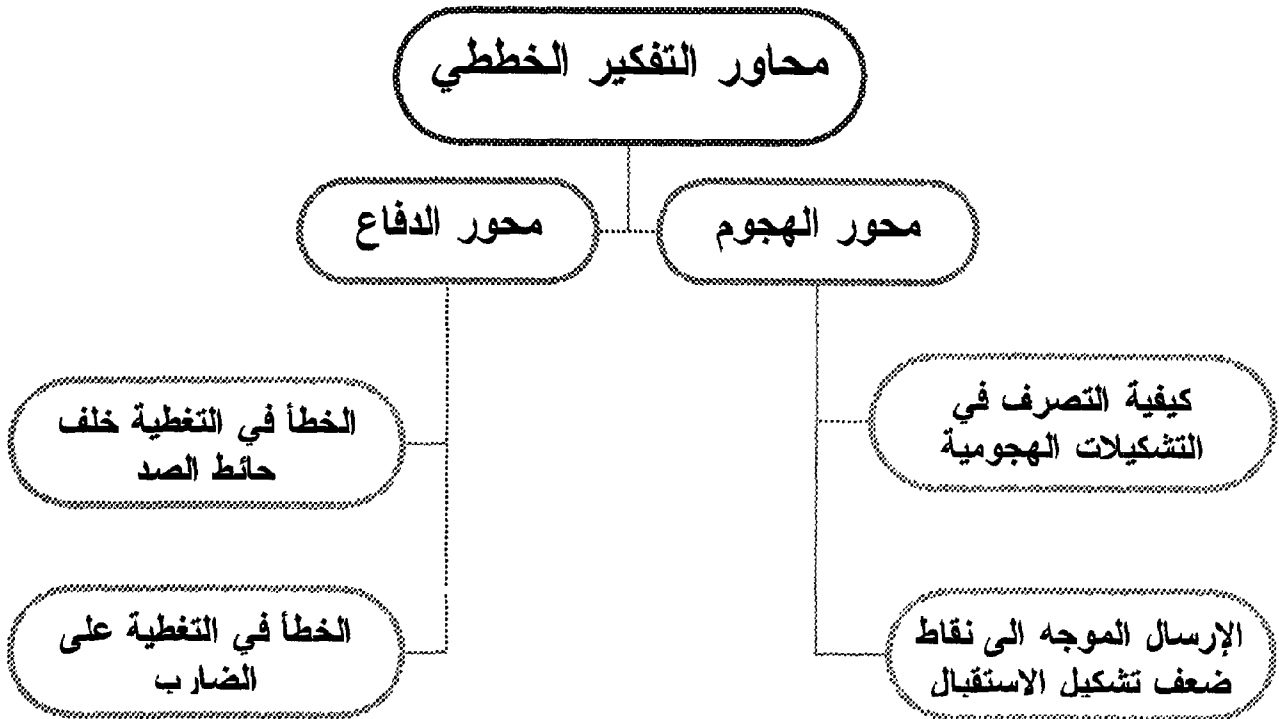 محاور التفكير الخططي
محور الهجوم
محور الدفاع
كيفية التصرف في
التشكيلات الهجومية
الخطأ في التغطية خلف
حائط الصد
الإرسال الموجه الى نقاط
ضعف تشكيل الاستقبال
الخطأ في التغطية على
الضارب